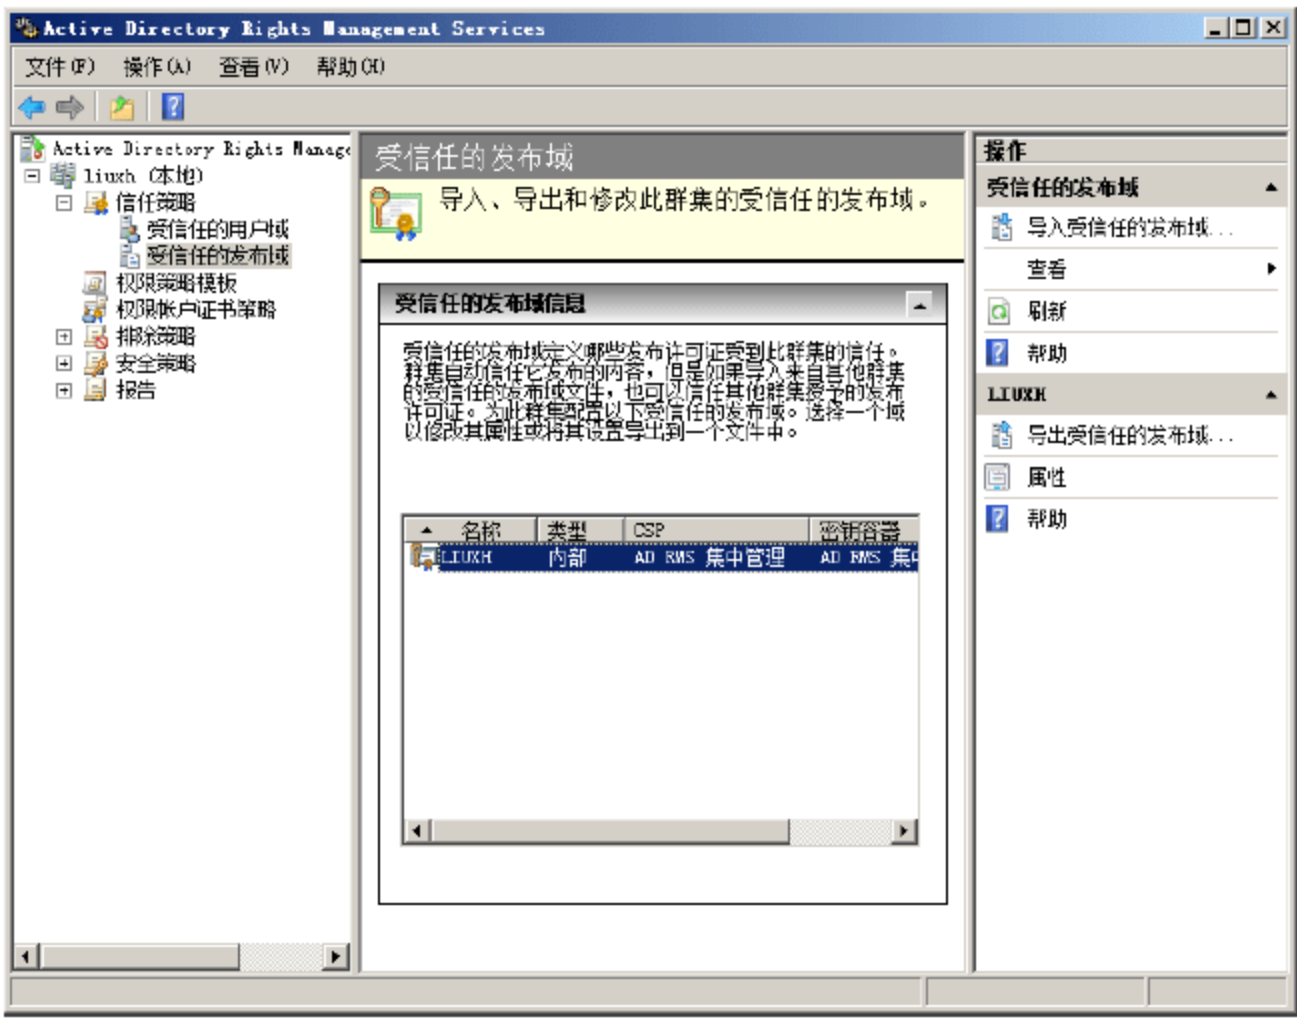 Active Directory Rights Management Services
文件(F) 操作(A) 查看(V) 帮助(H)
Active Directory Rights Manage
liuxh (本地)
信任策略
受信任的用户域
受信任的发布域
权限策略模板
权限帐户证书策略
排除策略
安全策略
报告
受信任的发布域
导入、导出和修改此群集的受信任的发布域。
受信任的发布域信息
受信任的发布域定义哪些发布许可证受到此群集的信任。
群集自动信任它发布的内容，但是如果导入来自其他群集
的受信任的发布域文件，也可以信任其他群集授予的发布
许可证。为此群集配置以下受信任的发布域。选择一个域
以修改其属性或将其设置导出到一个文件中。
名称 类型 CSP 密钥容器
LIUXH 内部 AD RMS 集中管理 AD RMS 集中
操作
受信任的发布域
导入受信任的发布域...
查看
刷新
帮助
LIUXH
导出受信任的发布域...
属性
帮助